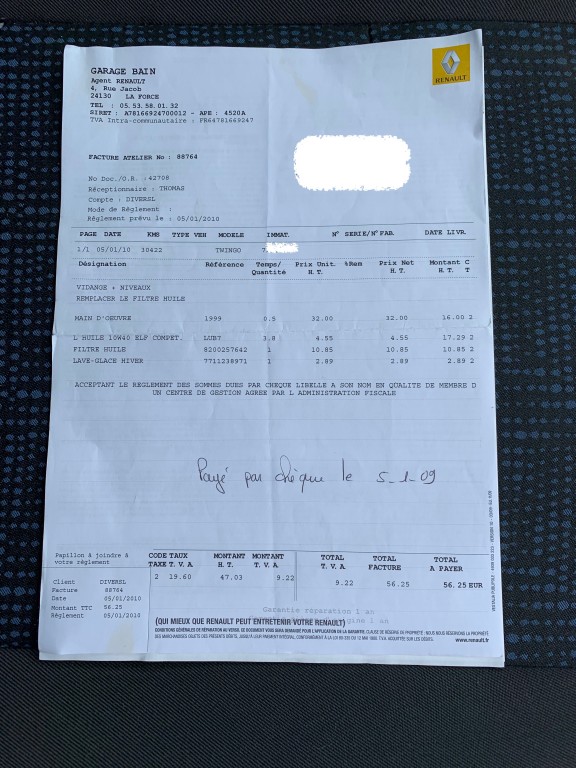 GARAGE BAIN
Agent RENAULT
4, Rue Jacob
24130 LA FORCE
TEL : 05.53.58.01.32
SIRET : A78166924700012 - APE : 4520A
TVA Intra-communautaire : FR64781669247
RENAULT
FACTURE ATELIER No : 88764
No Doc./O.R. :42708
Réceptionnaire : THOMAS
Compte : DIVERSL
Mode de Réglement :
Réglement prévu le : 05/01/2010
PAGE DATE KMS TYPE VEH MODELE IMMAT. N° SERIE/N° FAB. DATE LIVR.
1/1 05/01/10 30422 TWINGO 7
Désignation Référence Temps/ Prix Unit. %Rem Prix Net Montant C
Quantité H.T. H.T. H.T. T
VIDANGE + NIVEAUX
REMPLACER LE FILTRE HUILE
MAIN D'OEUVRE 1999 0.5 32.00 32.00 16.00 2
L HUILE 10W40 ELF COMPET. LUB7 3.8 4.55 4.55 17.29 2
FILTRE HUILE 8200257642 1 10.85 10.85 10.85 2
LAVE-GLACE HIVER 7711238971 1 2.89 2.89 2.89 2
ACCEPTANT LE REGLEMENT DES SOMMES DUES PAR CHEQUE LIBELLE A SON NOM EN QUALITE DE MEMBRE D
UN CENTRE DE GESTION AGREE PAR L ADMINISTRATION FISCALE
Payé par chèque le 5-1-09
Papillon à joindre à
votre règlement
Client DIVERSL
Facture 88764
Date 05/01/2010
Montant TTC 56.25
Réglement 05/01/2010
CODE TAUX MONTANT MONTANT TOTAL TOTAL TOTAL
TAXE T. V. A. H. T. T. V. A. T. V. A. FACTURE A PAYER
2 19.60 47.03 9.22 9.22 56.25 56.25 EUR
Garantie réparation 1 an
(QUI MIEUX QUE RENAULT PEUT ENTRETENIR VOTRE RENAULT)
www.renault.fr